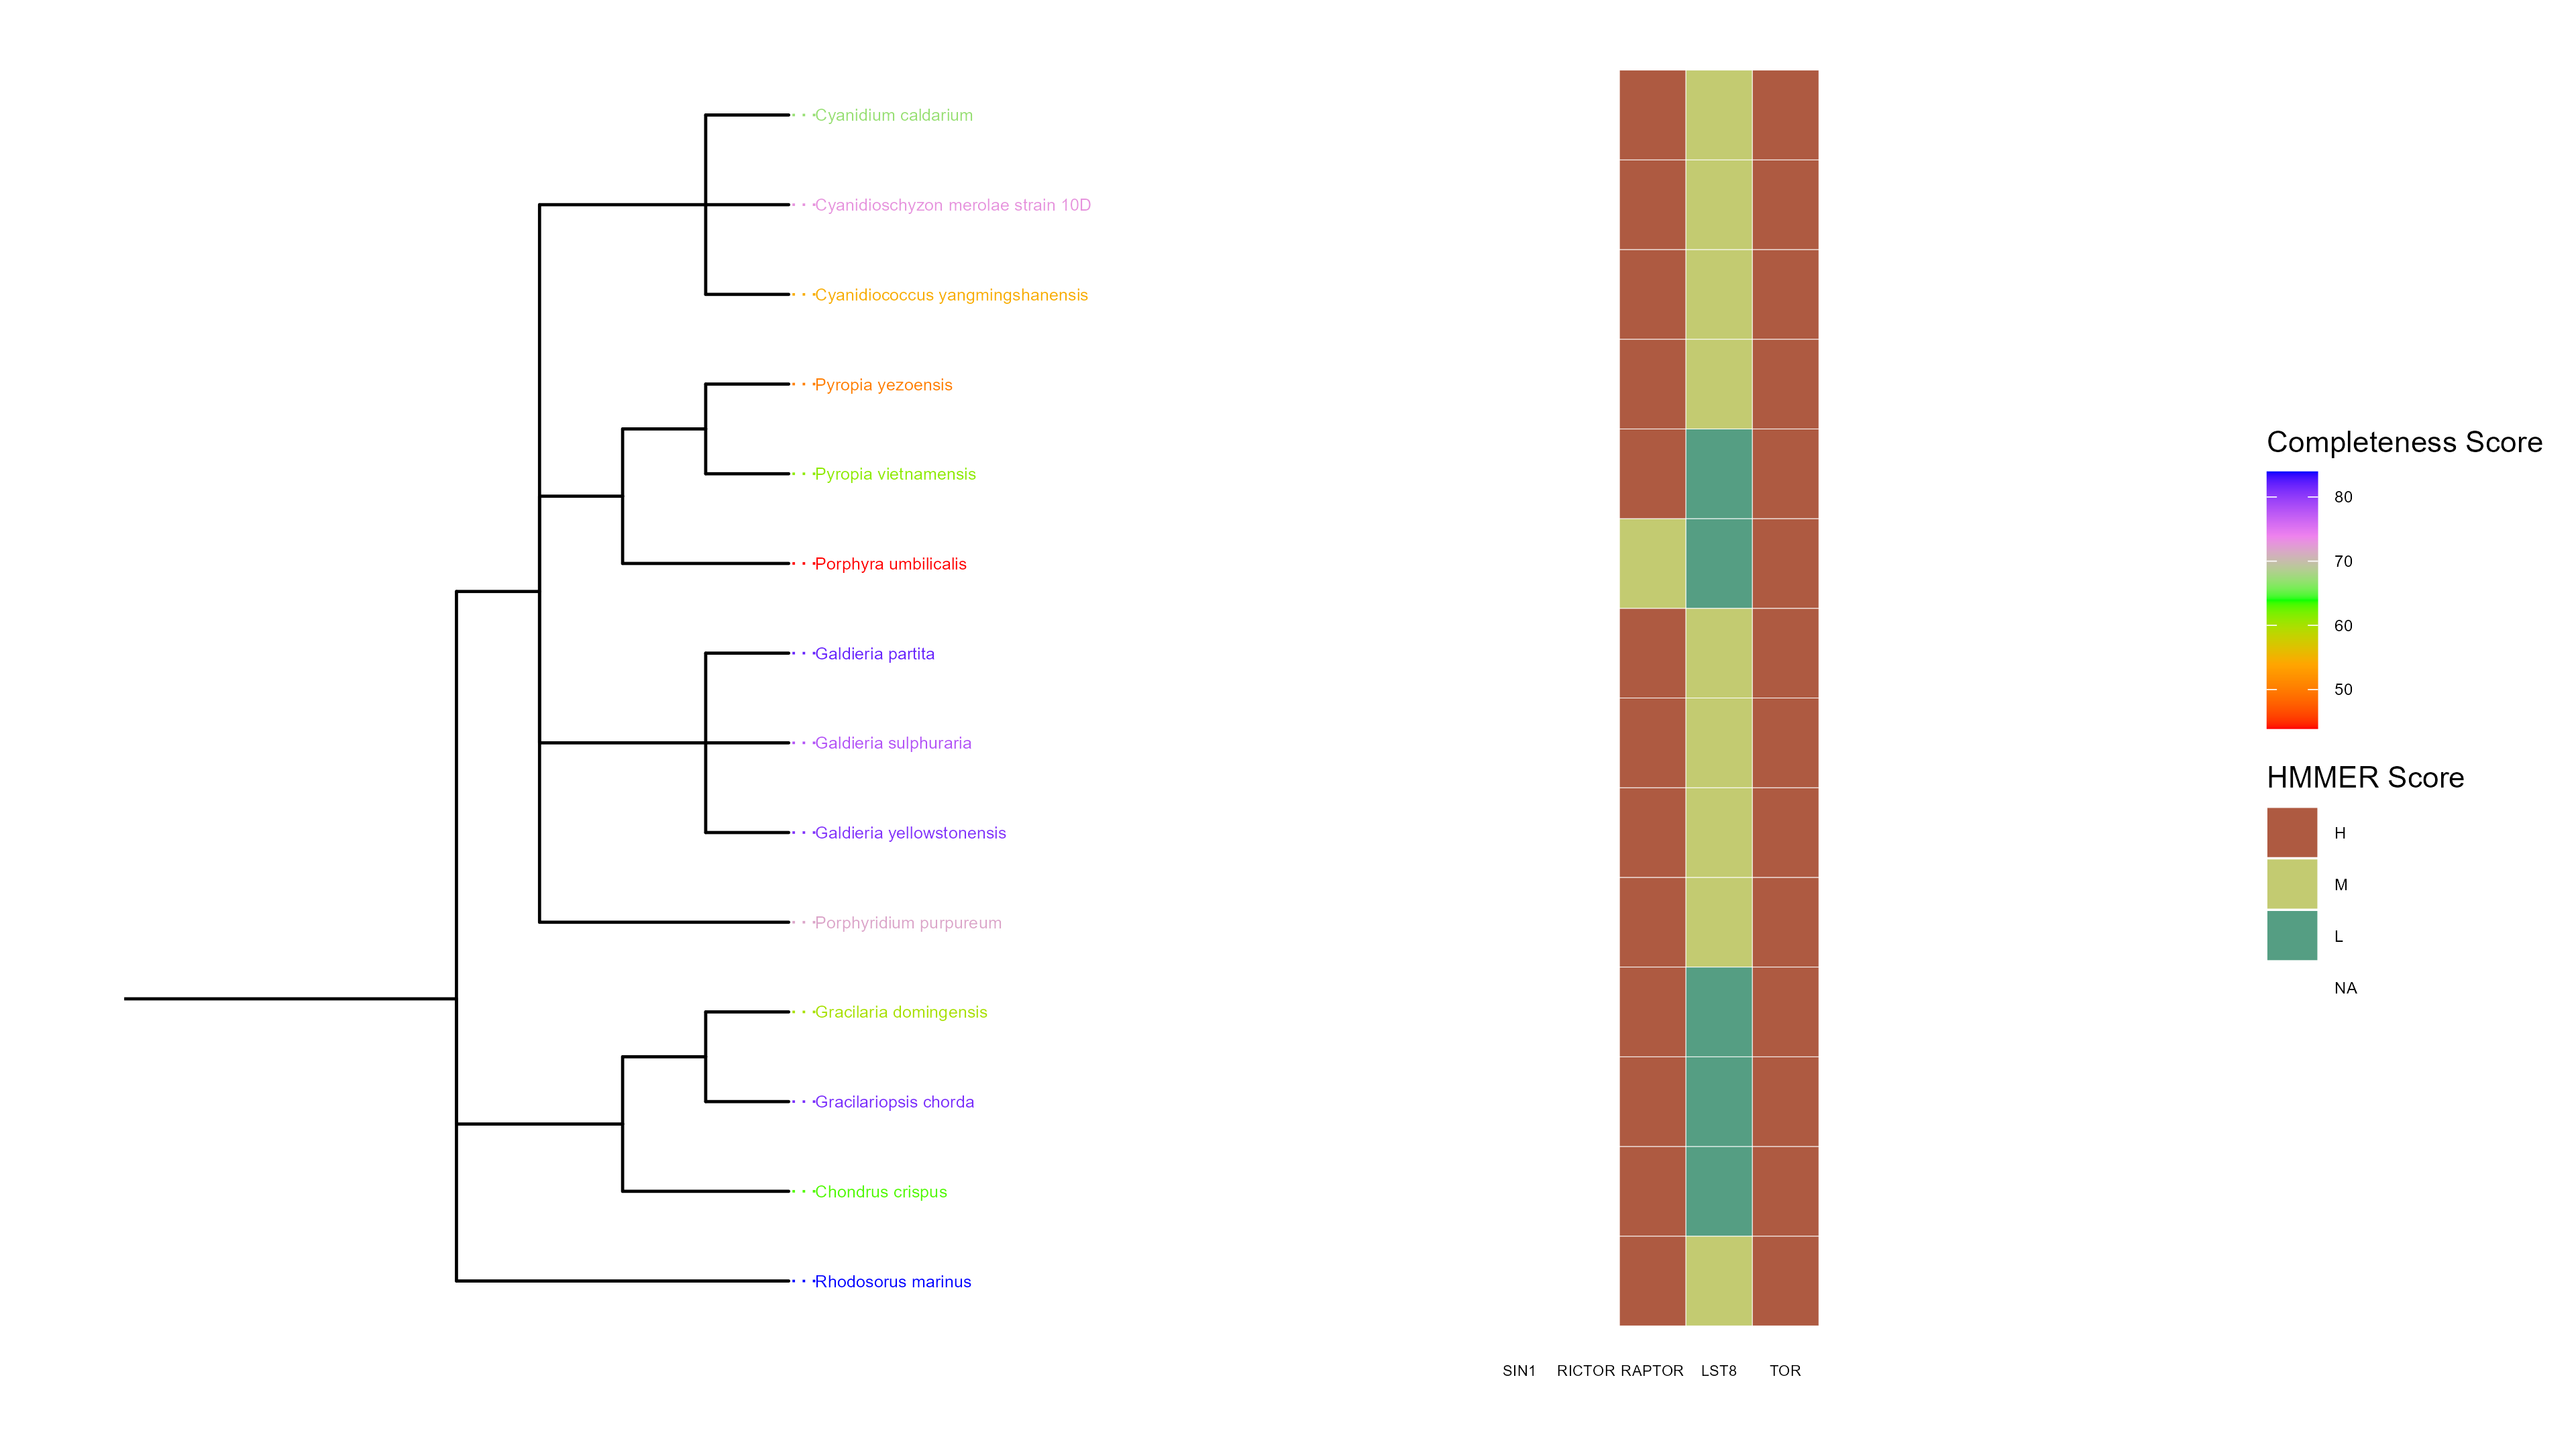 Cyanidium caldarium
Cyanidioschyzon merolae strain 10D
Cyanidiococcus yangmingshanensis
Pyropia yezoensis
Pyropia vietnamensis
Porphyra umbilicalis
Galdieria partita
Galdieria sulphuraria
Galdieria yellowstonensis
Porphyridium purpureum
Gracilaria domingensis
Gracilariopsis chorda
Chondrus crispus
Rhodosorus marinus
SIN1 RICTOR RAPTOR LST8 TOR
Completeness Score
80
70
60
50
HMMER Score
H
M
L
NA